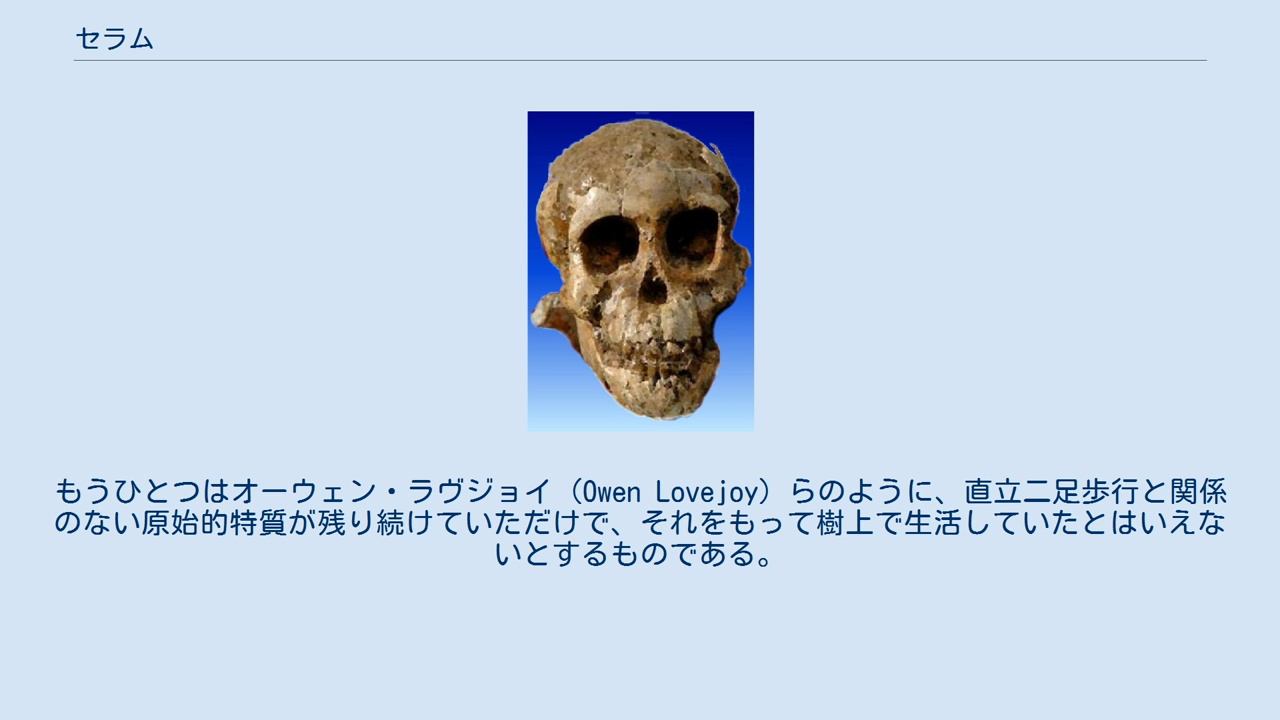 セラム
もうひとつはオーウェン・ラヴジョイ（Owen Lovejoy）らのように、直立二足歩行と関係
のない原始的特質が残り続けていただけで、それをもって樹上で生活していたとはいえな
いとするものである。